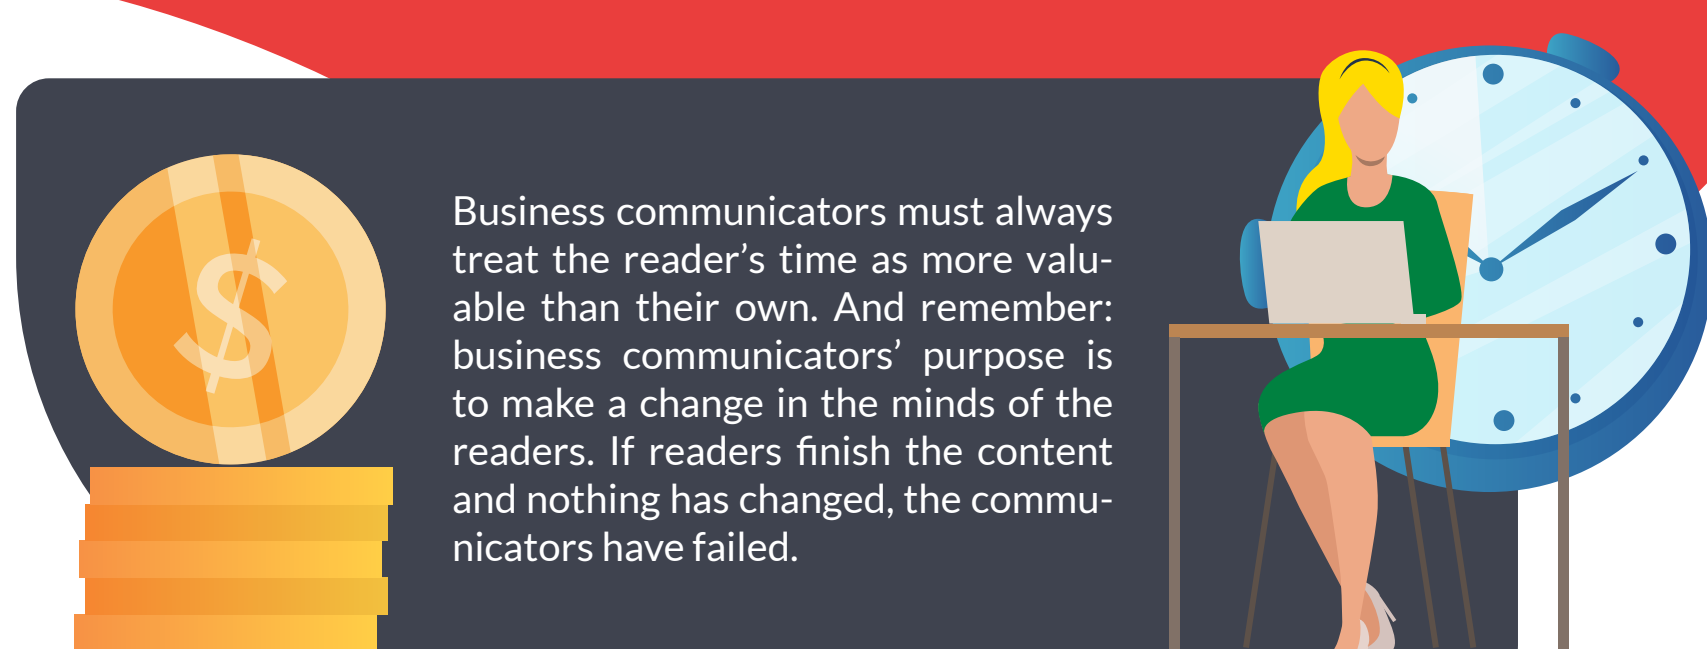 $
Business communicators must always
treat the reader’s time as more valu-
able than their own. And remember:
business communicators’ purpose is
to make a change in the minds of the
readers. If readers finish the content
and nothing has changed, the commu-
nicators have failed.